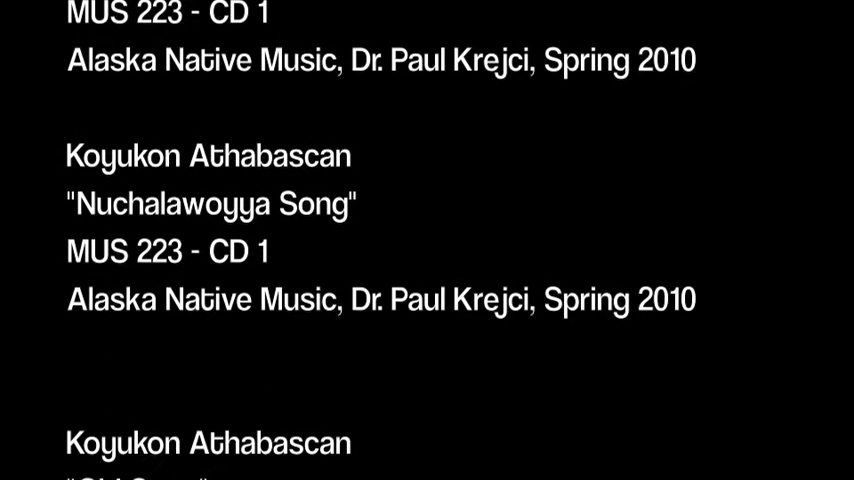 MUS 223 - CD 1
Alaska Native Music, Dr. Paul Krejci, Spring 2010
Koyukon Athabascan
"Nuchalawoyya Song"
MUS 223 - CD 1
Alaska Native Music, Dr. Paul Krejci, Spring 2010
Koyukon Athabascan